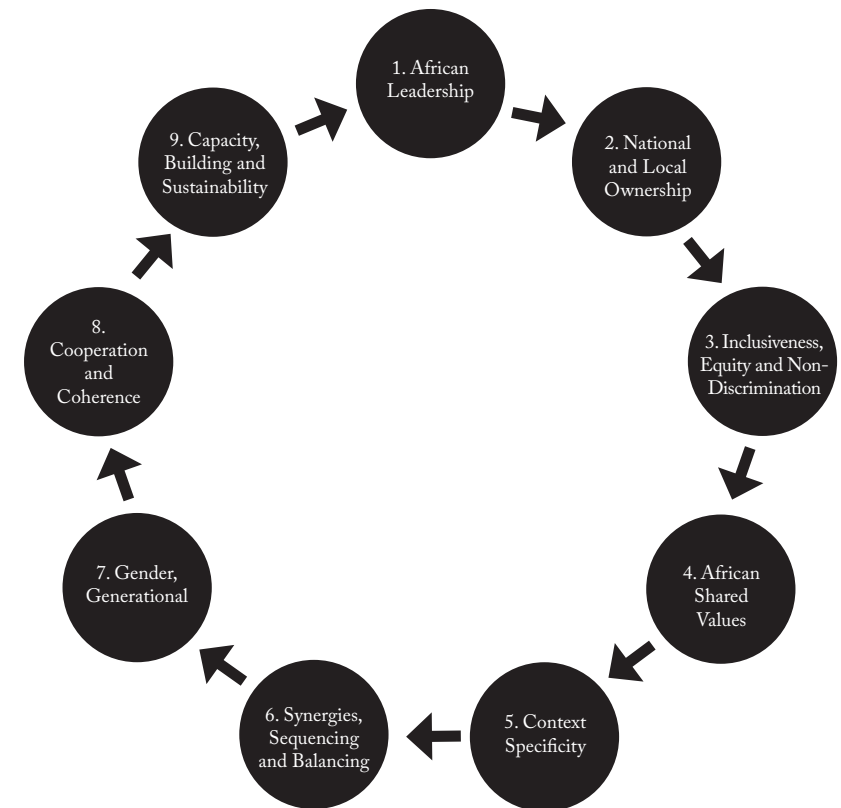 1. African
Leadership
2. National
and Local
Ownership
3. Inclusiveness,
Equity and Non-
Discrimination
4. African
Shared
Values
5. Context
Specificity
6. Synergies,
Sequencing
and Balancing
7. Gender,
Generational
8.
Cooperation
and
Coherence
9. Capacity,
Building and
Sustainability